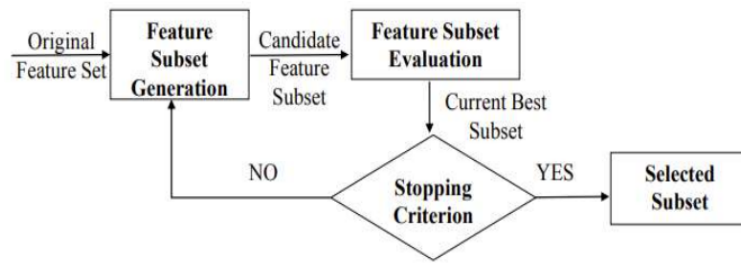 Original
Feature Set
Feature
Subset
Generation
Candidate
Feature
Subset
Feature Subset
Evaluation
Current Best
Subset
NO
Stopping
Criterion
YES
Selected
Subset